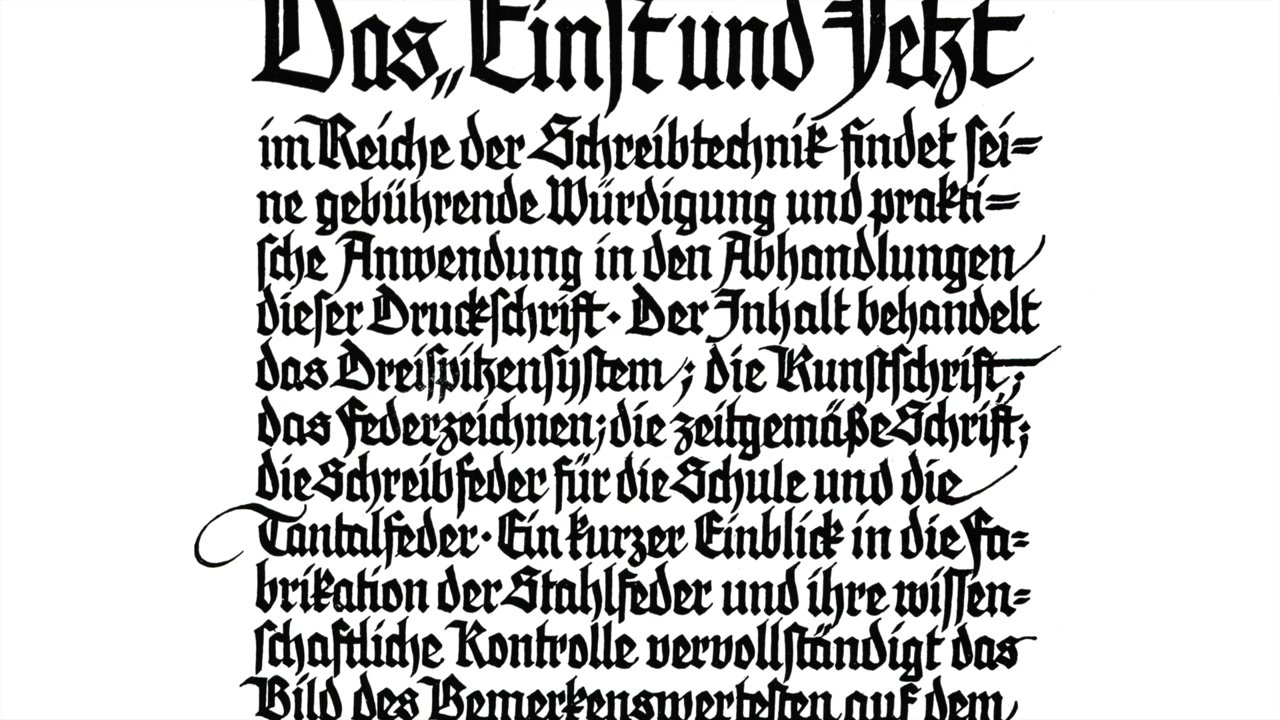 Das „Einst und Jetzt
im Reiche der Schreibtechnik findet sei=
ne gebührende Würdigung und prakti=
sche Anwendung in den Abhandlungen
dieser Druckschrift · Der Inhalt behandelt
das Dreispitzensystem ; die Kunstschrift ;
das Federzeichnen; die zeitgemäße Schrift;
die Schreibfeder für die Schule und die
Tantalfeder · Ein kurzer Einblick in die Fa=
brikation der Stahlfeder und ihre wissen=
schaftliche Kontrolle vervollständigt das
Bild des Bemerkenswertesten auf dem